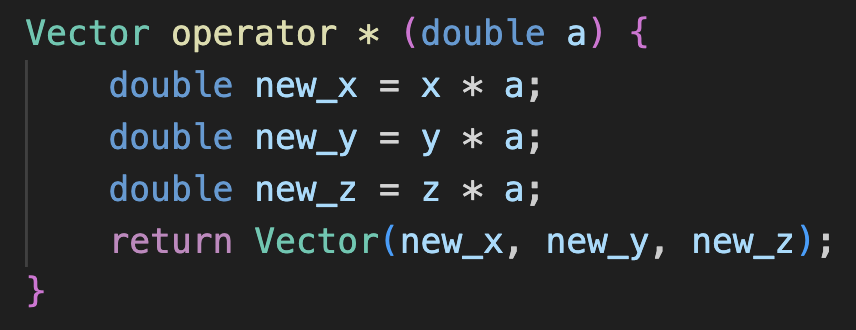 Vector operator * (double a) {
    double new_x = x * a;
    double new_y = y * a;
    double new_z = z * a;
    return Vector(new_x, new_y, new_z);
}